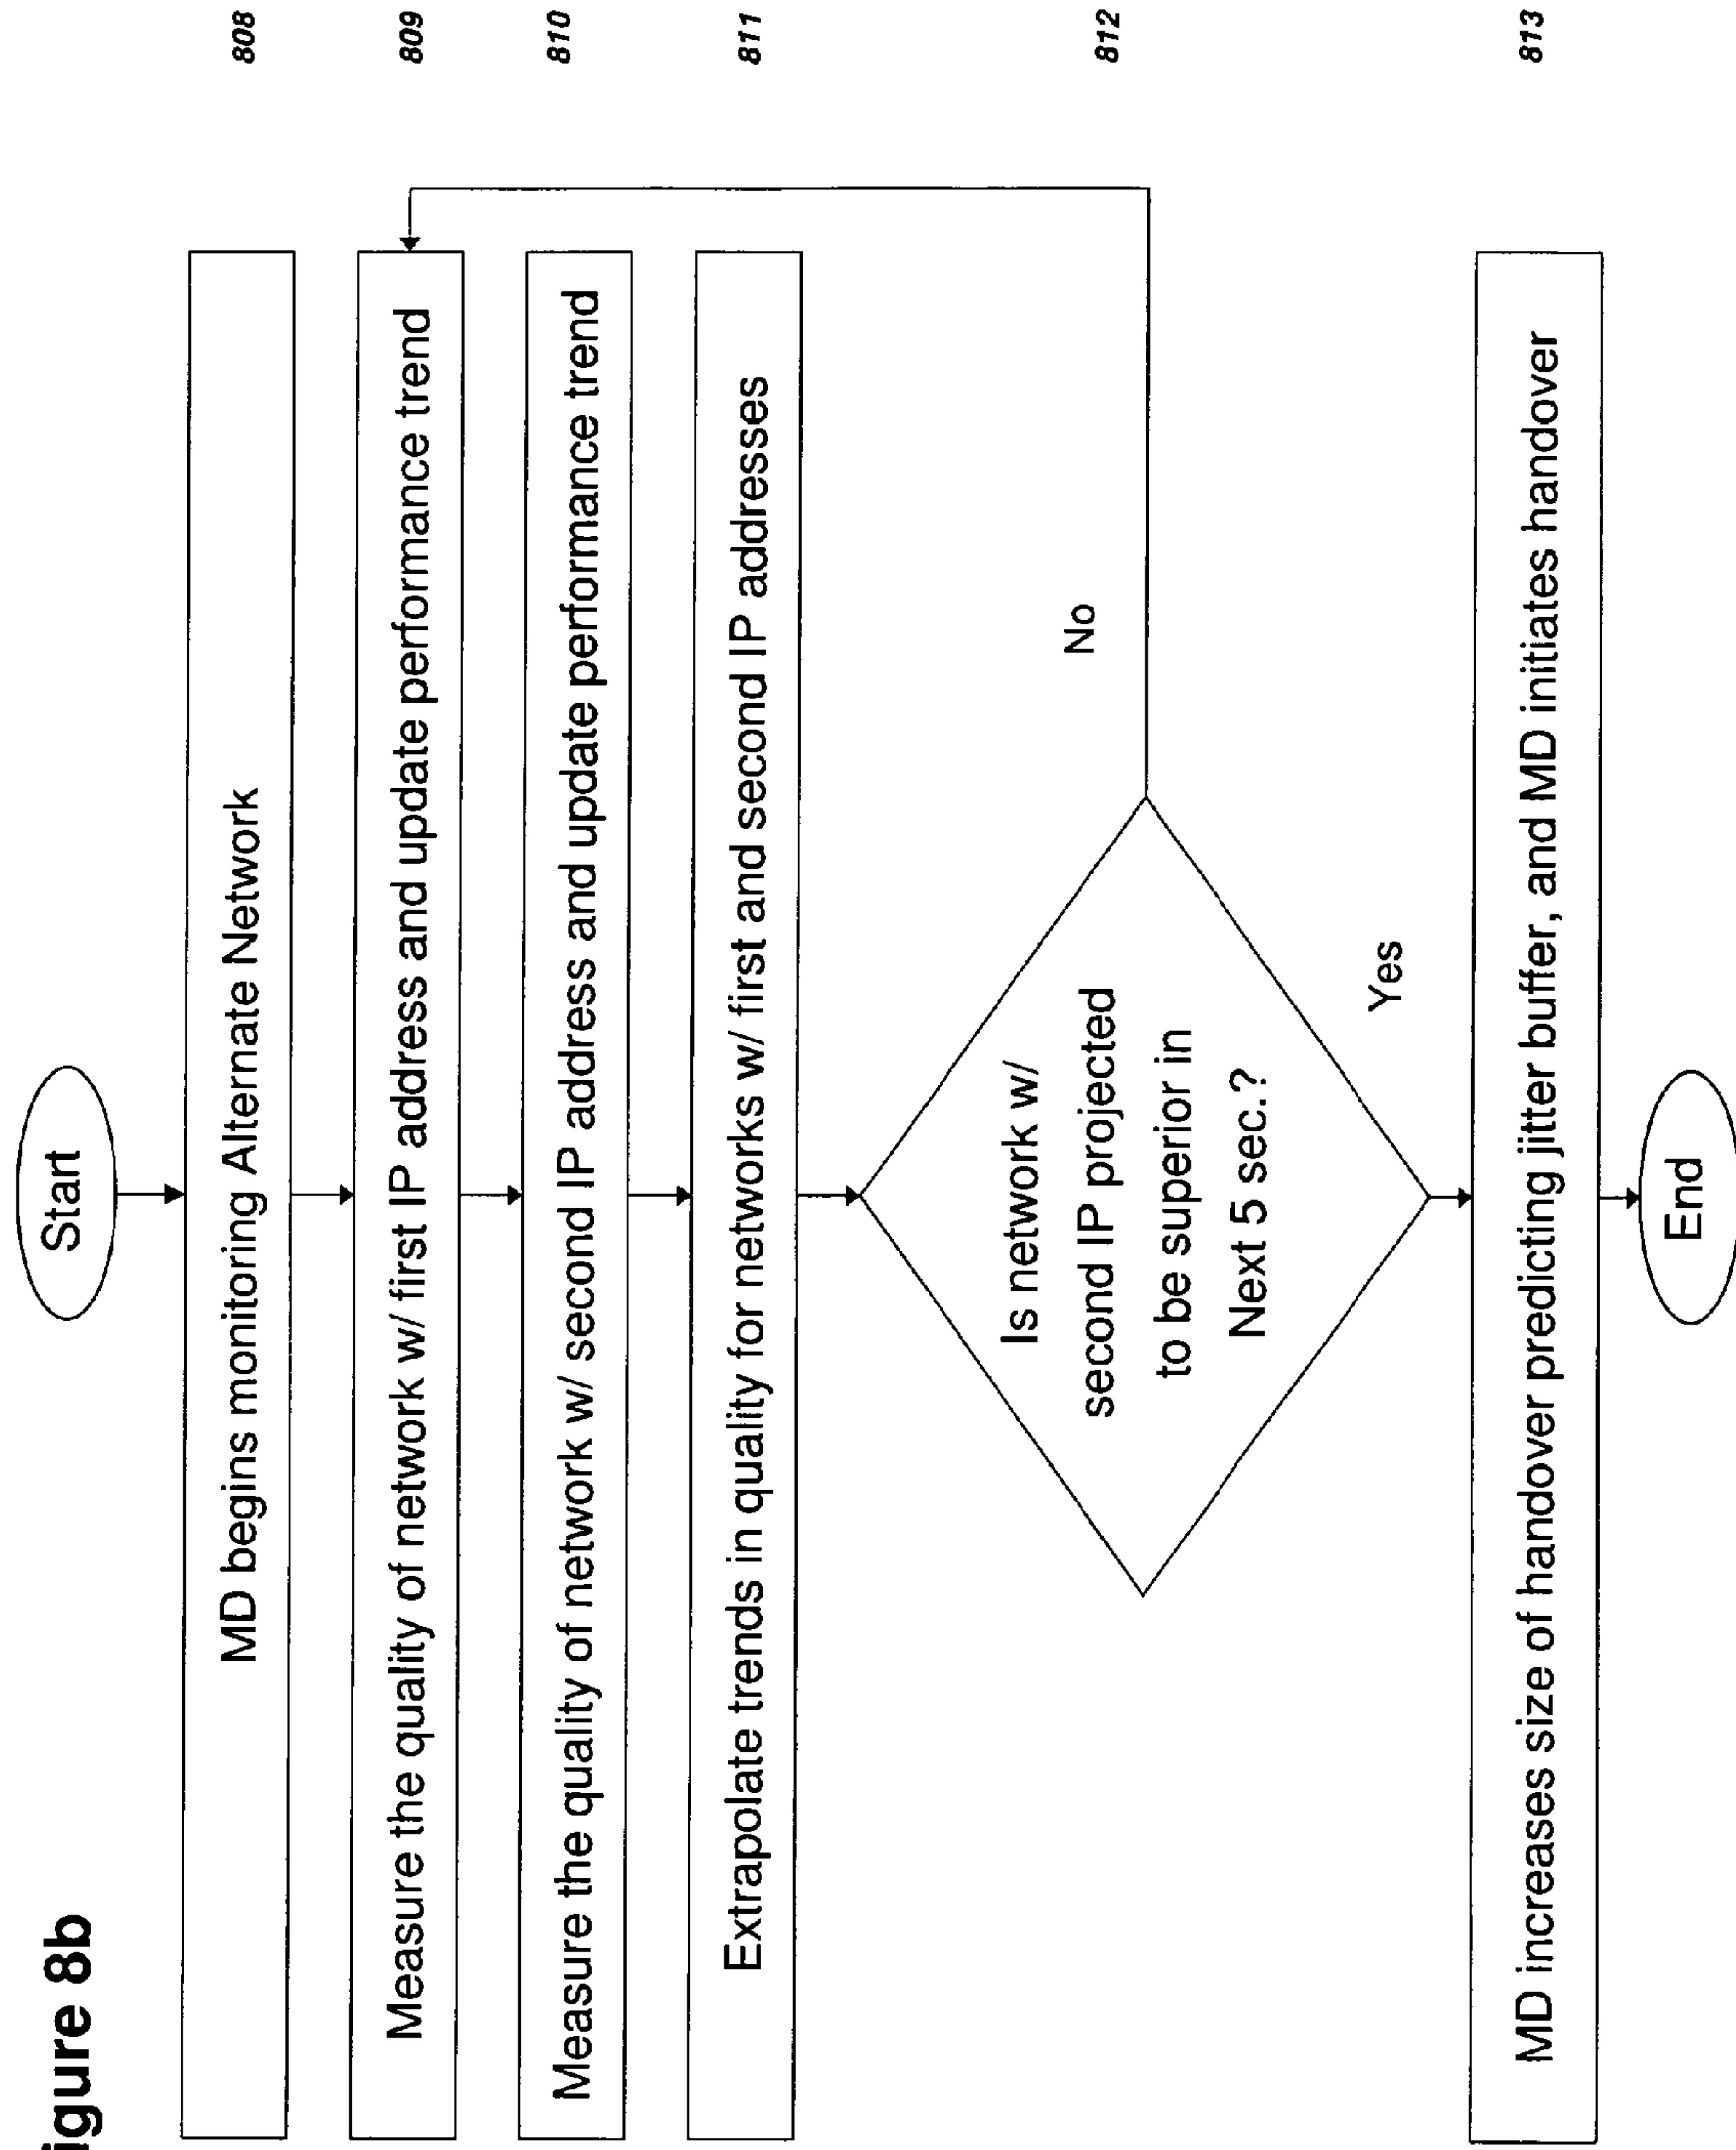 igure 8b
Start
MD begins monitoring Alternate Network
808
Measure the quality of network w/ first IP address and update performance trend
809
Measure the quality of network w/ second IP address and update performance trend
810
Extrapolate trends in quality for networks w/ first and second IP addresses
811
Is network w/
second IP projected
to be superior in
Next 5 sec.?
812
No
Yes
MD increases size of handover predicting jitter buffer, and MD initiates handover
813
End